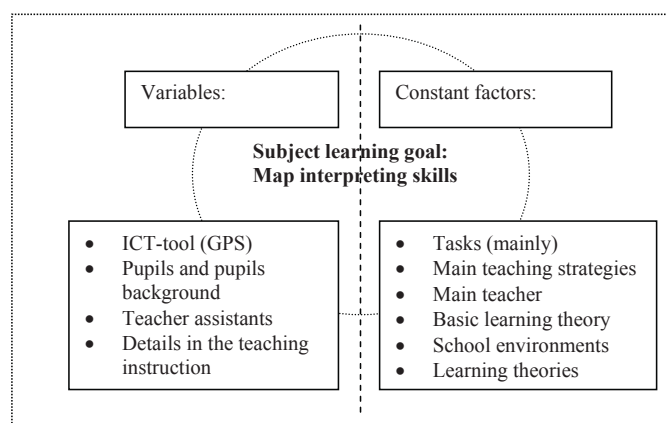 Variables:
Constant factors:
Subject learning goal:
Map interpreting skills
• ICT-tool (GPS)
• Pupils and pupils
background
• Teacher assistants
• Details in the teaching
instruction
• Tasks (mainly)
• Main teaching strategies
• Main teacher
• Basic learning theory
• School environments
• Learning theories